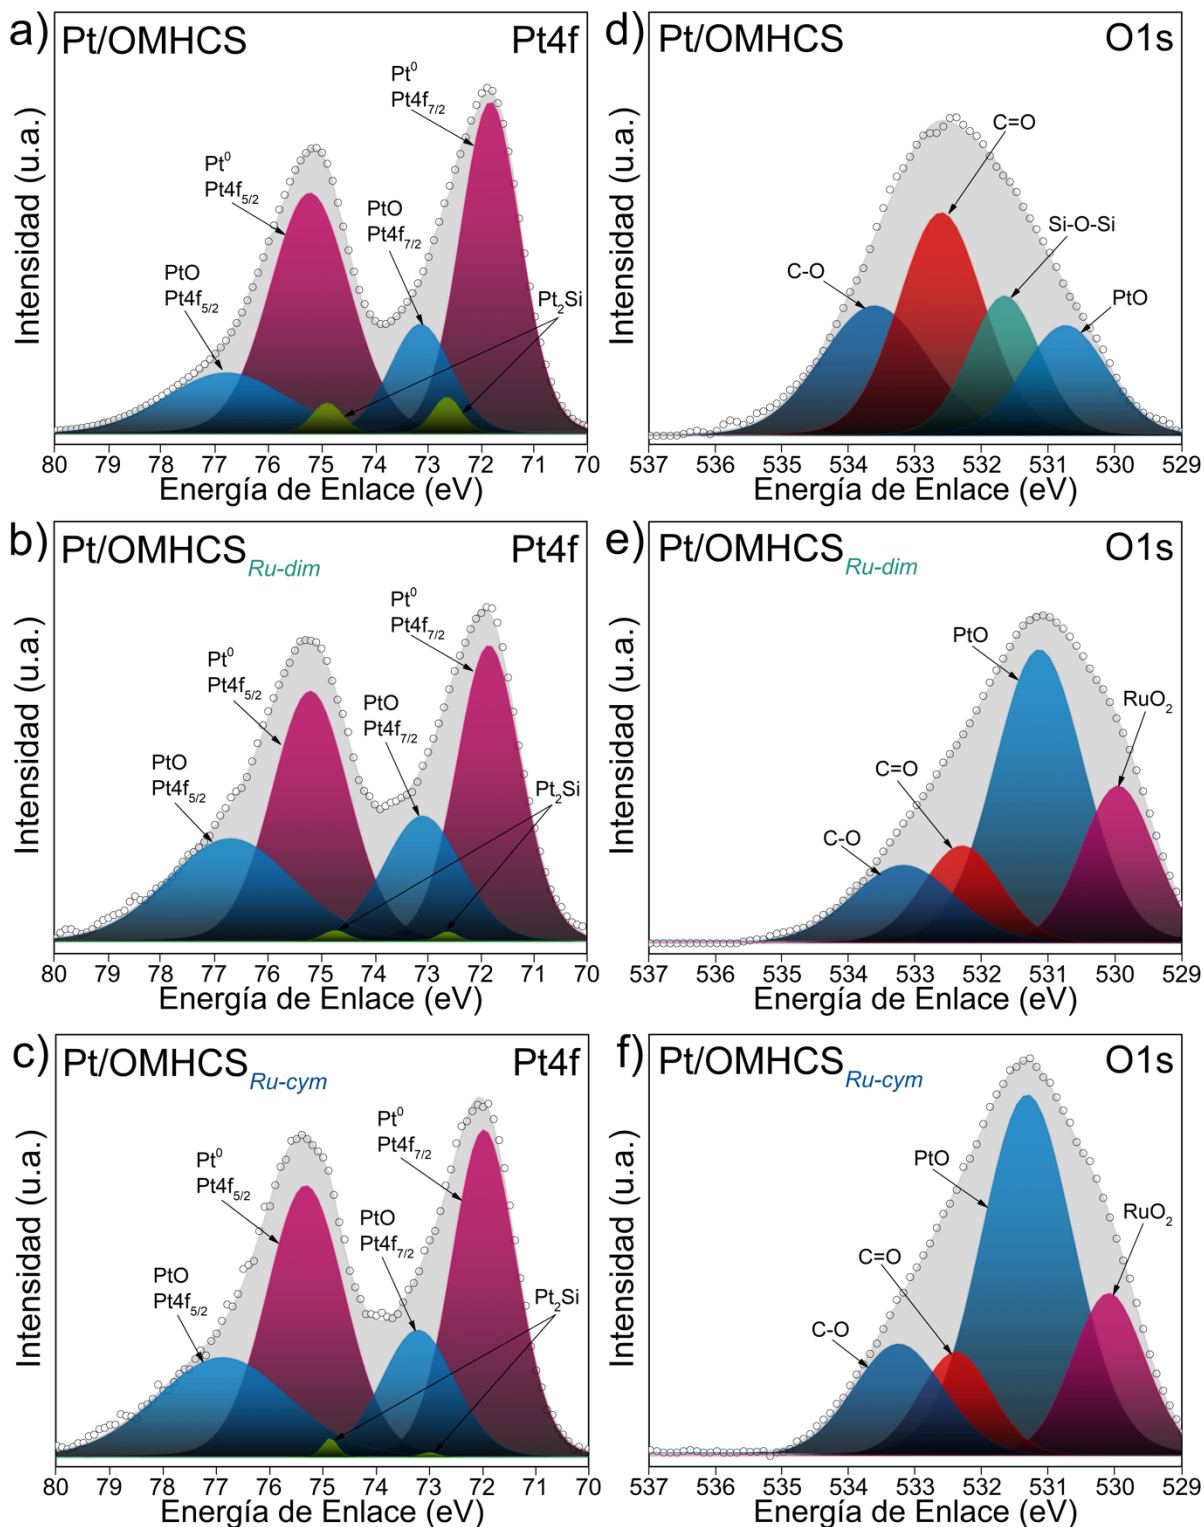 a) Pt/OMHCS Pt4f
Pt⁰
Pt4f₇/₂
Pt⁰
Pt4f₅/₂
PtO
Pt4f₇/₂
PtO
Pt4f₅/₂
Pt₂Si
Intensidad (u.a.)
80 79 78 77 76 75 74 73 72 71 70
Energía de Enlace (eV)
d) Pt/OMHCS O1s
C=O
Si-O-Si
C-O
PtO
Intensidad (u.a.)
537 536 535 534 533 532 531 530 529
Energía de Enlace (eV)
b) Pt/OMHCS Ru-dim Pt4f
Pt⁰
Pt4f₇/₂
Pt⁰
Pt4f₅/₂
PtO
Pt4f₇/₂
PtO
Pt4f₅/₂
Pt₂Si
Intensidad (u.a.)
80 79 78 77 76 75 74 73 72 71 70
Energía de Enlace (eV)
e) Pt/OMHCS Ru-dim O1s
PtO
RuO₂
C=O
C-O
Intensidad (u.a.)
537 536 535 534 533 532 531 530 529
Energía de Enlace (eV)
c) Pt/OMHCS Ru-cym Pt4f
Pt⁰
Pt4f₇/₂
Pt⁰
Pt4f₅/₂
PtO
Pt4f₇/₂
PtO
Pt4f₅/₂
Pt₂Si
Intensidad (u.a.)
80 79 78 77 76 75 74 73 72 71 70
Energía de Enlace (eV)
f) Pt/OMHCS Ru-cym O1s
PtO
RuO₂
C=O
C-O
Intensidad (u.a.)
537 536 535 534 533 532 531 530 529
Energía de Enlace (eV)